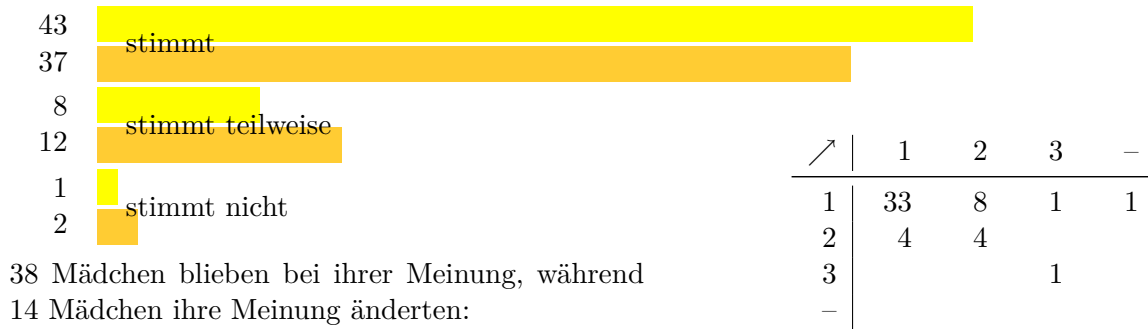 43
stimmt
37
8
stimmt teilweise
12
1
stimmt nicht
2
38 Mädchen blieben bei ihrer Meinung, während
14 Mädchen ihre Meinung änderten:
↗ 1 2 3 –
1 33 8 1 1
2 4 4
3 1
–